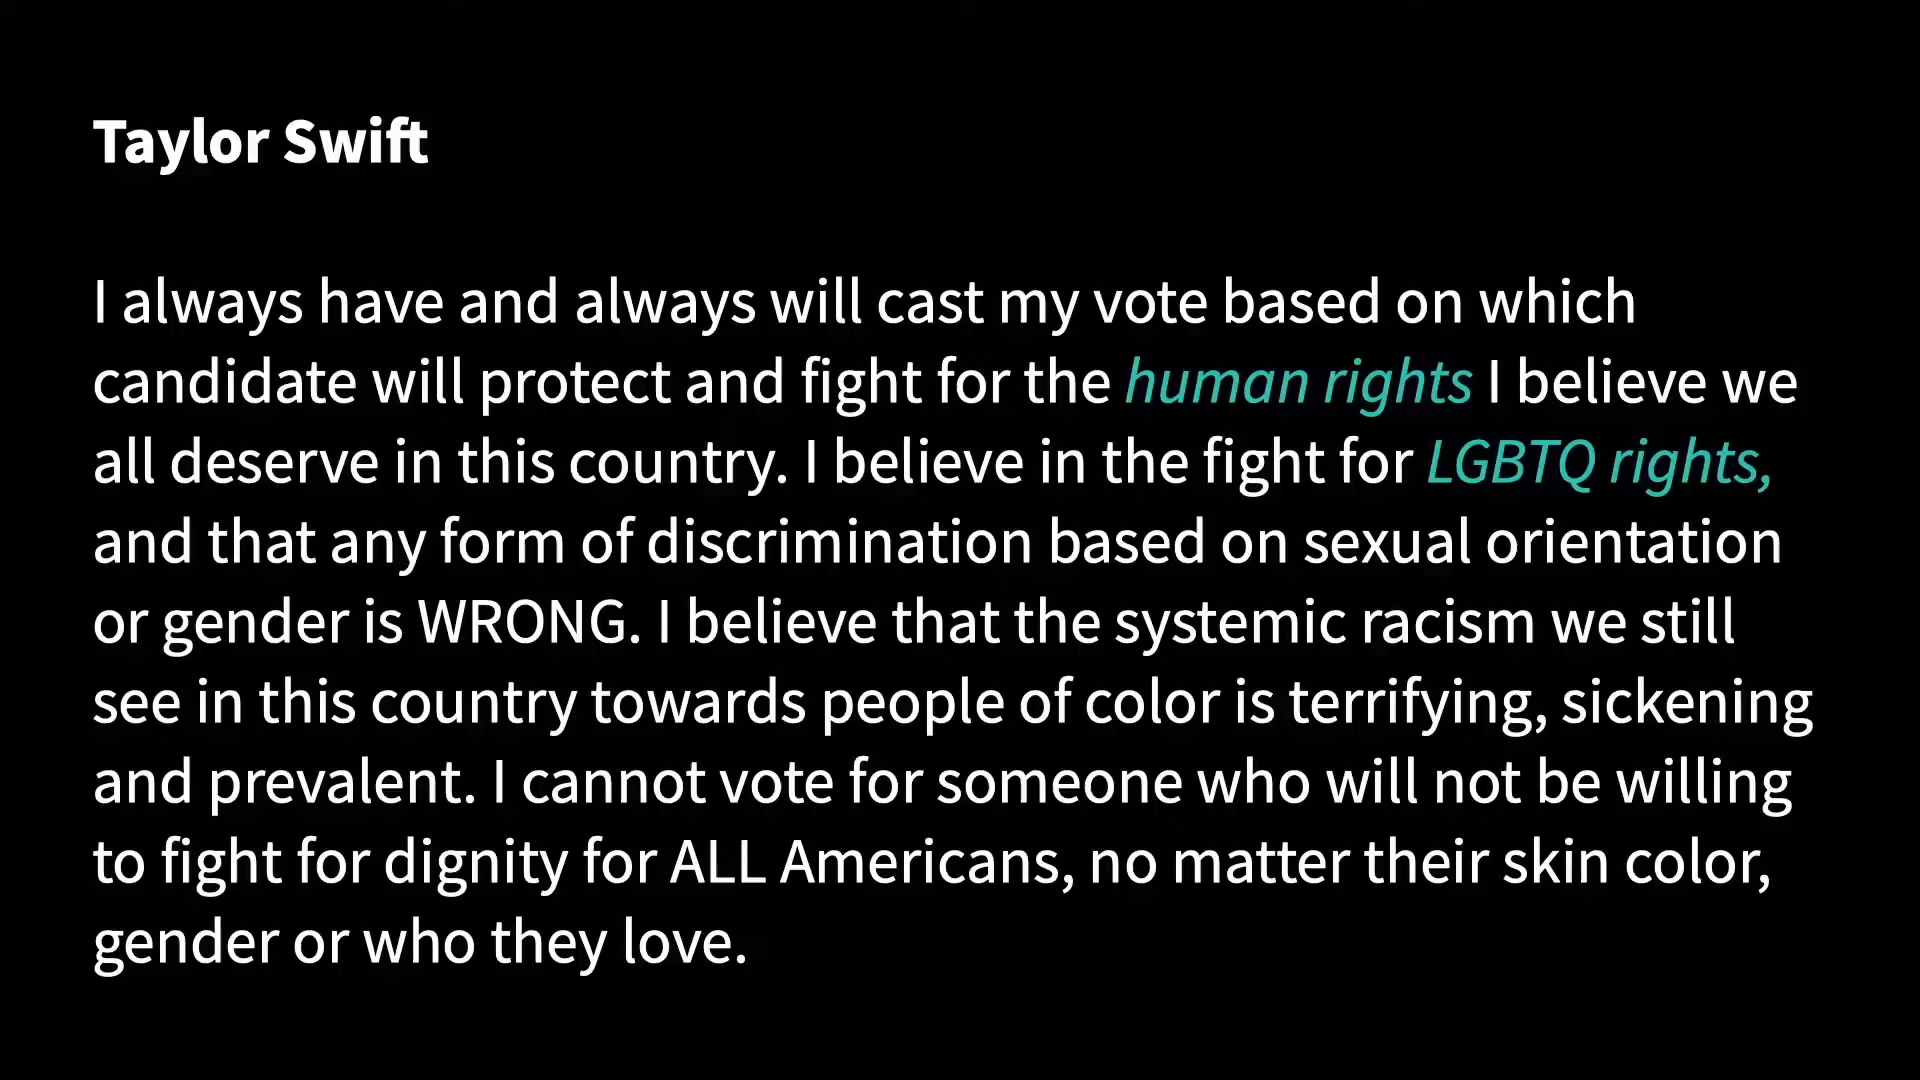 Taylor Swift
I always have and always will cast my vote based on which
candidate will protect and fight for the human rights I believe we
all deserve in this country. I believe in the fight for LGBTQ rights,
and that any form of discrimination based on sexual orientation
or gender is WRONG. I believe that the systemic racism we still
see in this country towards people of color is terrifying, sickening
and prevalent. I cannot vote for someone who will not be willing
to fight for dignity for ALL Americans, no matter their skin color,
gender or who they love.